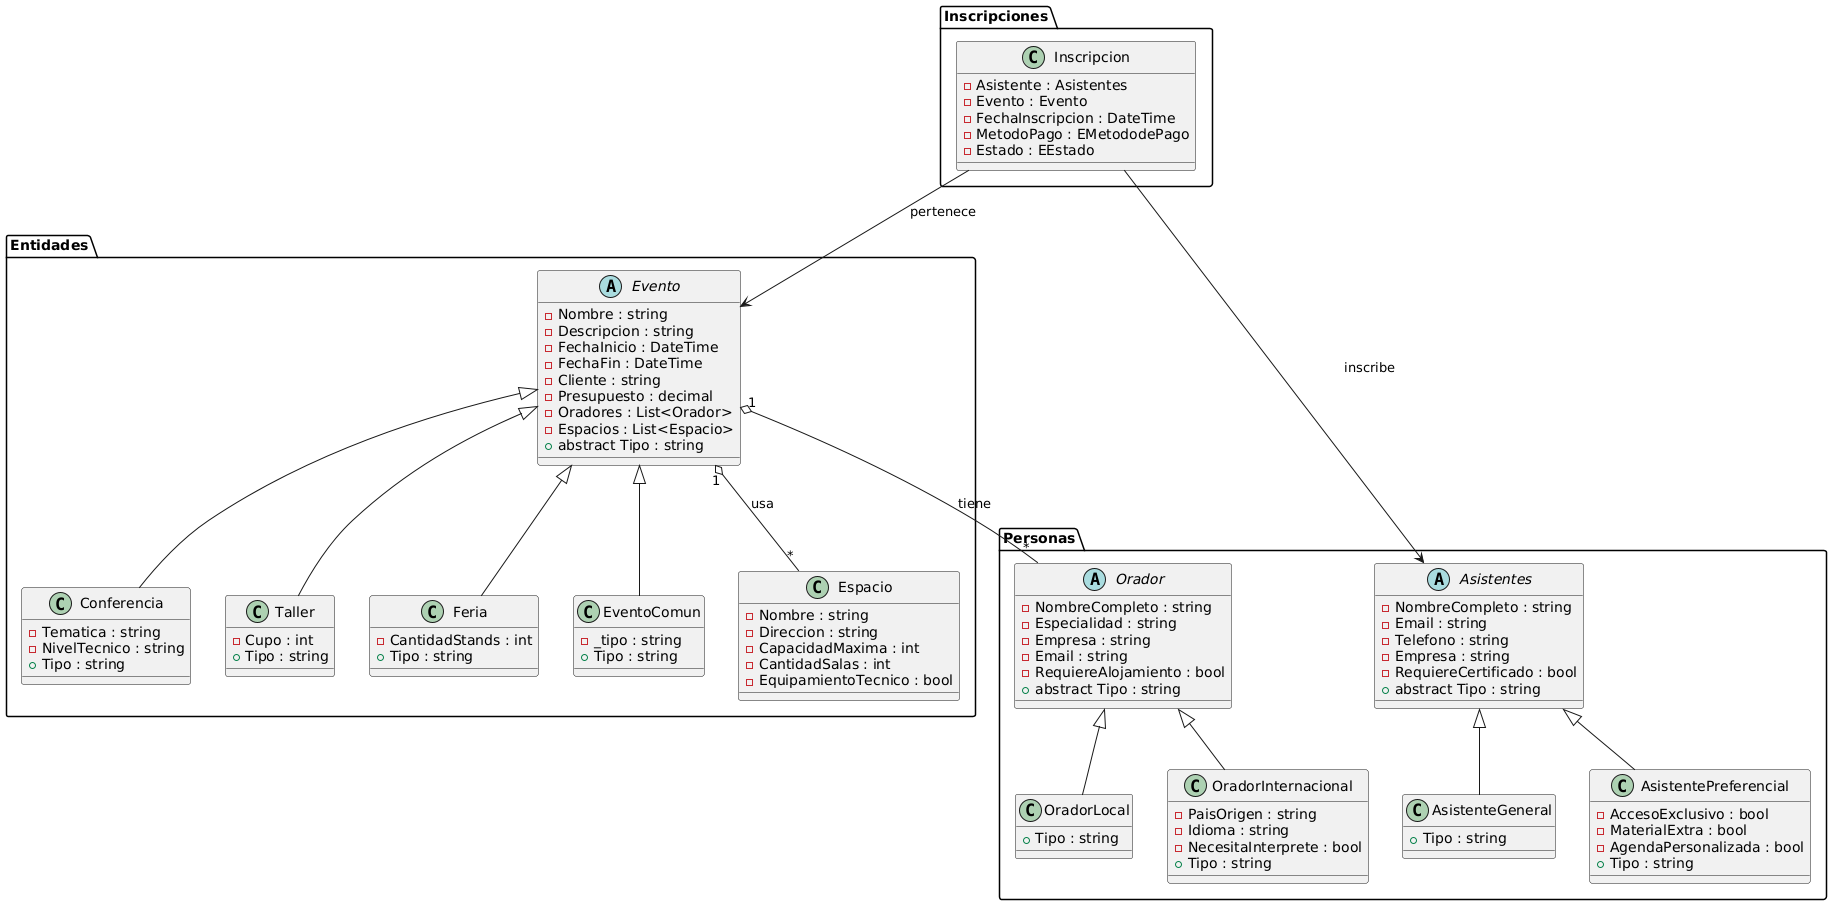 Inscripciones
C Inscripcion
Asistente : Asistentes
Evento : Evento
FechaInscripcion : DateTime
MetodoPago : EMetododePago
Estado : EEstado
pertenece
inscribe
Entidades
A Evento
Nombre : string
Descripcion : string
FechaInicio : DateTime
FechaFin : DateTime
Cliente : string
Presupuesto : decimal
Oradores : List<Orador>
Espacios : List<Espacio>
abstract Tipo : string
1
1
usa
*
tiene
*
C Conferencia
Tematica : string
NivelTecnico : string
Tipo : string
C Taller
Cupo : int
Tipo : string
C Feria
CantidadStands : int
Tipo : string
C EventoComun
_tipo : string
Tipo : string
C Espacio
Nombre : string
Direccion : string
CapacidadMaxima : int
CantidadSalas : int
EquipamientoTecnico : bool
Personas
A Orador
NombreCompleto : string
Especialidad : string
Empresa : string
Email : string
RequiereAlojamiento : bool
abstract Tipo : string
A Asistentes
NombreCompleto : string
Email : string
Telefono : string
Empresa : string
RequiereCertificado : bool
abstract Tipo : string
C OradorLocal
Tipo : string
C OradorInternacional
PaisOrigen : string
Idioma : string
NecesitaInterprete : bool
Tipo : string
C AsistenteGeneral
Tipo : string
C AsistentePreferencial
AccesoExclusivo : bool
MaterialExtra : bool
AgendaPersonalizada : bool
Tipo : string